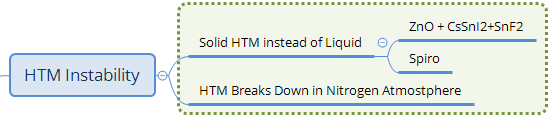 HTM Instability
Solid HTM instead of Liquid
ZnO + CsSnI2+SnF2
Spiro
HTM Breaks Down in Nitrogen Atmostphere